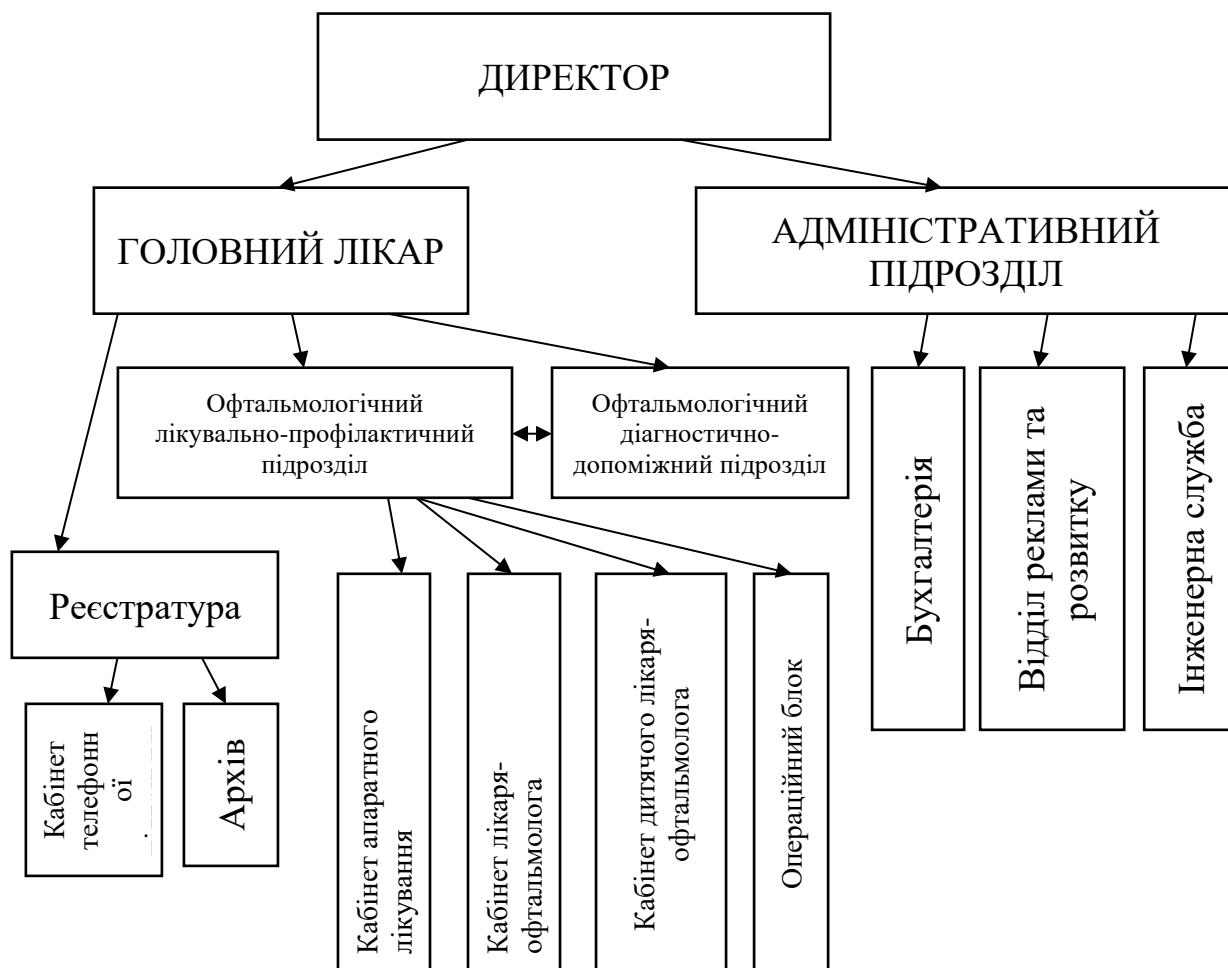 ДИРЕКТОР
ГОЛОВНИЙ ЛІКАР
АДМІНІСТРАТИВНИЙ
ПІДРОЗДІЛ
Офтальмологічний
лікувально-профілактичний
підрозділ
Офтальмологічний
діагностично-
допоміжний підрозділ
Бухгалтерія
Відділ реклами та
розвитку
Інженерна служба
Реєстратура
Кабінет
телефонн
ої
Архів
Кабінет апаратного
лікування
Кабінет лікаря-
офтальмолога
Кабінет дитячого лікаря-
офтальмолога
Операційний блок